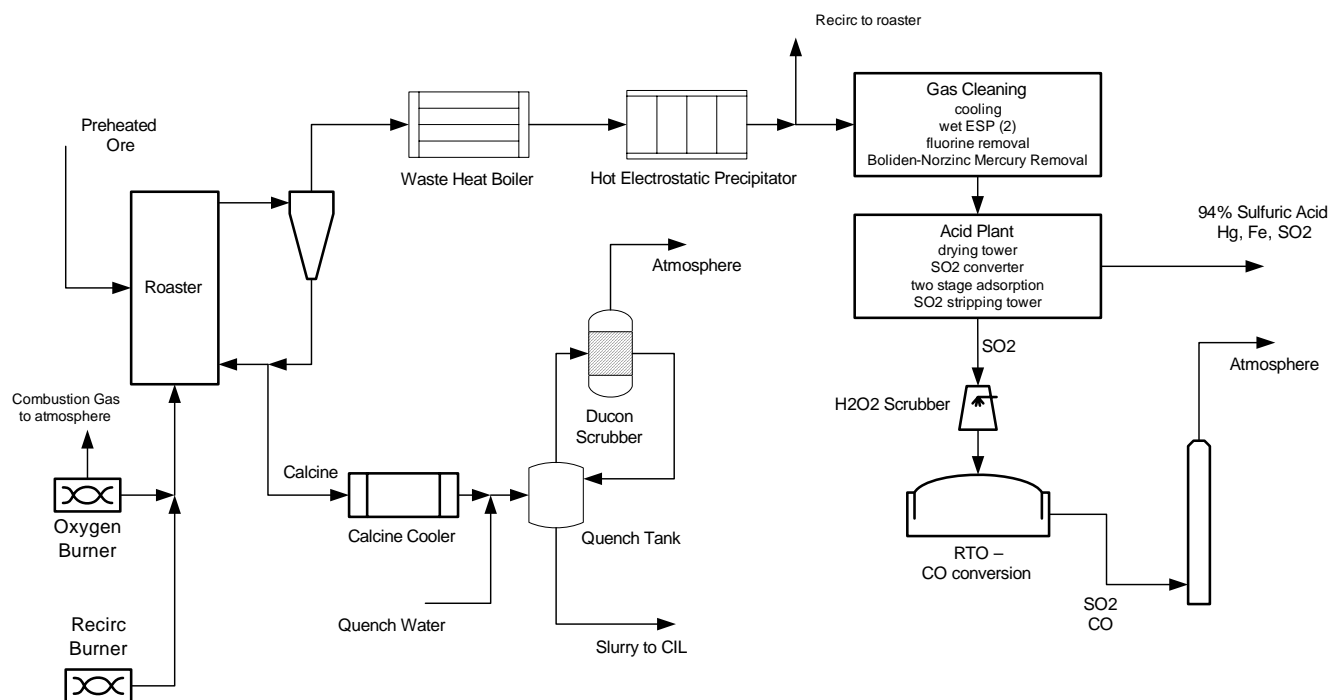 Recirc to roaster
Preheated
Ore
Waste Heat Boiler
Hot Electrostatic Precipitator
Gas Cleaning
cooling
wet ESP (2)
fluorine removal
Boliden-Norzinc Mercury Removal
94% Sulfuric Acid
Hg, Fe, SO2
Acid Plant
drying tower
SO2 converter
two stage adsorption
SO2 stripping tower
Roaster
Atmosphere
SO2
Atmosphere
Combustion Gas
to atmosphere
H2O2 Scrubber
Ducon
Scrubber
Calcine
Oxygen
Burner
Calcine Cooler
Quench Tank
RTO –
CO conversion
SO2
CO
Quench Water
Recirc
Burner
Slurry to CIL